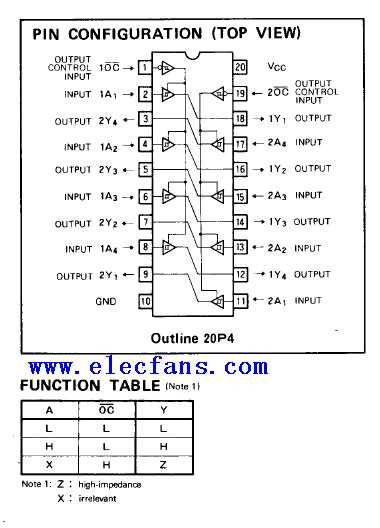 PIN CONFIGURATION (TOP VIEW)
OUTPUT CONTROL INPUT 1OC → 1
INPUT 1A1 → 2
OUTPUT 2Y4 ← 3
INPUT 1A2 → 4
OUTPUT 2Y3 ← 5
INPUT 1A3 → 6
OUTPUT 2Y2 ← 7
INPUT 1A4 → 8
OUTPUT 2Y1 ← 9
GND 10
20 VCC
19 ← 2OC OUTPUT CONTROL INPUT
18 → 1Y1 OUTPUT
17 ← 2A4 INPUT
16 → 1Y2 OUTPUT
15 ← 2A3 INPUT
14 → 1Y3 OUTPUT
13 ← 2A2 INPUT
12 → 1Y4 OUTPUT
11 ← 2A1 INPUT
Outline 20P4
www.elecfans.com
FUNCTION TABLE (Note 1)
A OC Y
L L L
H L H
X H Z
Note 1: Z : high-impedance
X : irrelevant